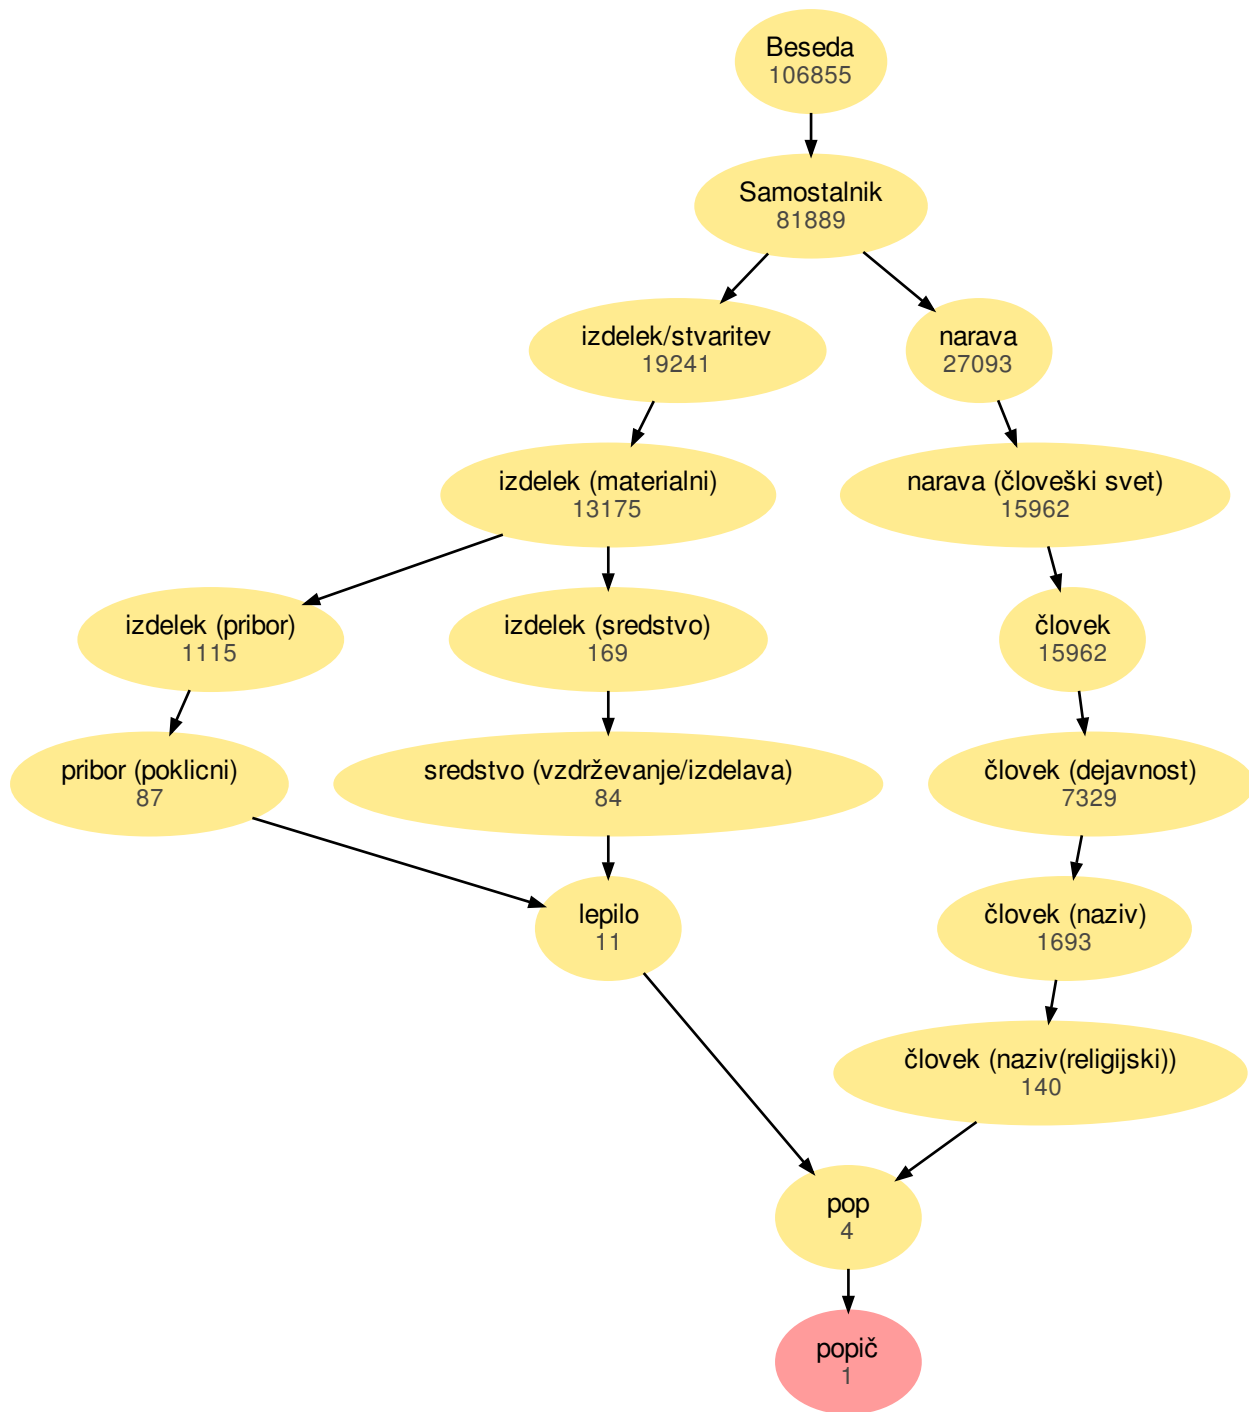 Beseda
106855
Samostalnik
81889
izdelek/stvaritev
19241
narava
27093
izdelek (materialni)
13175
narava (človeški svet)
15962
izdelek (pribor)
1115
izdelek (sredstvo)
169
človek
15962
pribor (poklicni)
87
sredstvo (vzdrževanje/izdelava)
84
človek (dejavnost)
7329
lepilo
11
človek (naziv)
1693
človek (naziv(religijski))
140
pop
4
popič
1